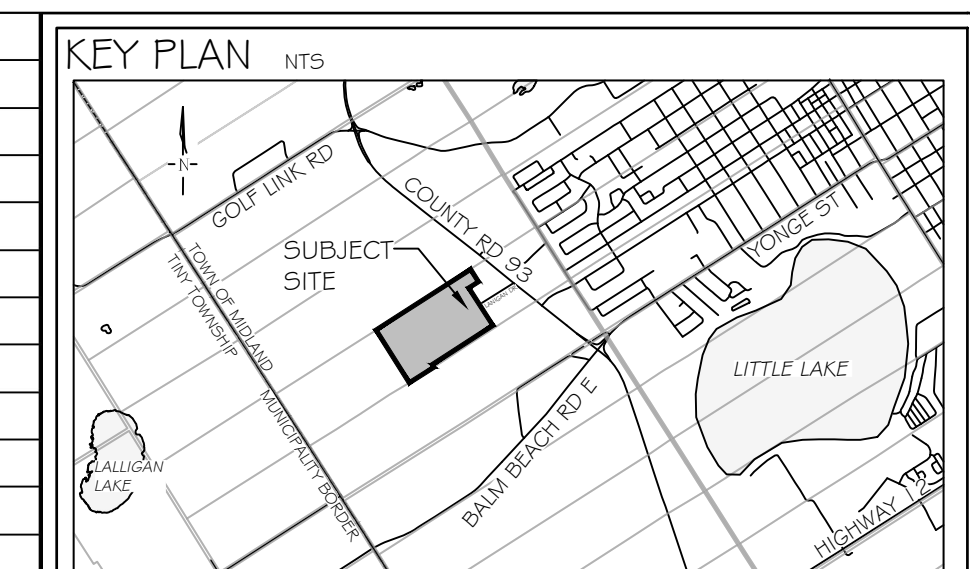 KEY PLAN NTS
N
GOLF LINK RD
COUNTY RD 93
SUBJECT
SITE
YONGE ST
TOWN OF MIDLAND
TINY TOWNSHIP
MUNICIPALITY BORDER
LITTLE LAKE
BALM BEACH RD E
LALLIGAN
LAKE
HIGHWAY 12